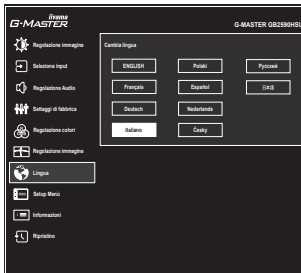 iiyama
G-MASTER
G-MASTER GB2590HSU
Regolazione immagine
Seleziona input
Regolazione Audio
Settaggi di fabbrica
Regolazione colori
Regolazione immagine
Lingua
Setup Menù
Informazioni
Ripristino
Cambia lingua
ENGLISH
Polski
Русский
Français
Español
日本語
Deutsch
Nederlands
Italiano
Česky